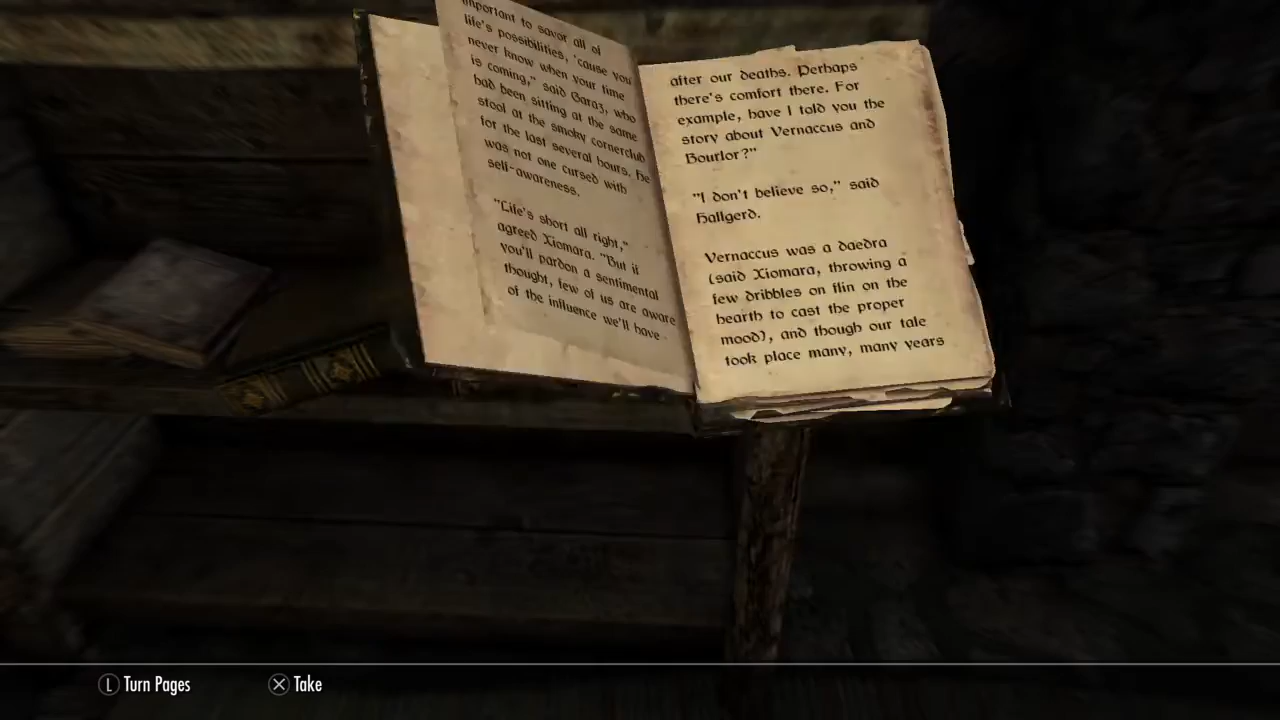 important to savor all of
life's possibilities, 'cause you
never know when your time
is coming," said Garaz, who
had been sitting at the same
stool at the smoky cornerclub
for the last several hours. He
was not one cursed with
self-awareness.
"Life's short all right,"
agreed Xiomara. "But if
you'll pardon a sentimental
thought, few of us are aware
of the influence we'll have
after our deaths. Perhaps
there's comfort there. For
example, have I told you the
story about Vernaccus and
Bourlor?"
"I don't believe so," said
Hallgerd.
Vernaccus was a daedra
(said Xiomara, throwing a
few dribbles on flin on the
hearth to cast the proper
mood), and though our tale
took place many, many years
L Turn Pages
X Take